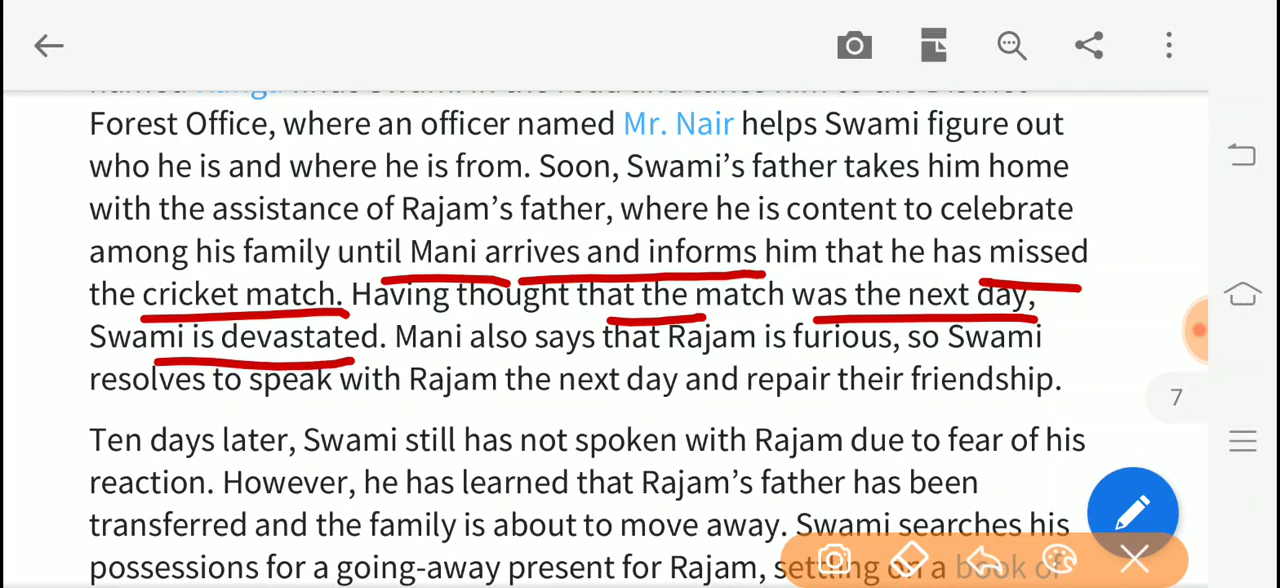 Forest Office, where an officer named Mr. Nair helps Swami figure out
who he is and where he is from. Soon, Swami’s father takes him home
with the assistance of Rajam’s father, where he is content to celebrate
among his family until Mani arrives and informs him that he has missed
the cricket match. Having thought that the match was the next day,
Swami is devastated. Mani also says that Rajam is furious, so Swami
resolves to speak with Rajam the next day and repair their friendship.
7
Ten days later, Swami still has not spoken with Rajam due to fear of his
reaction. However, he has learned that Rajam’s father has been
transferred and the family is about to move away. Swami searches his
possessions for a going-away present for Rajam, settling on a book of